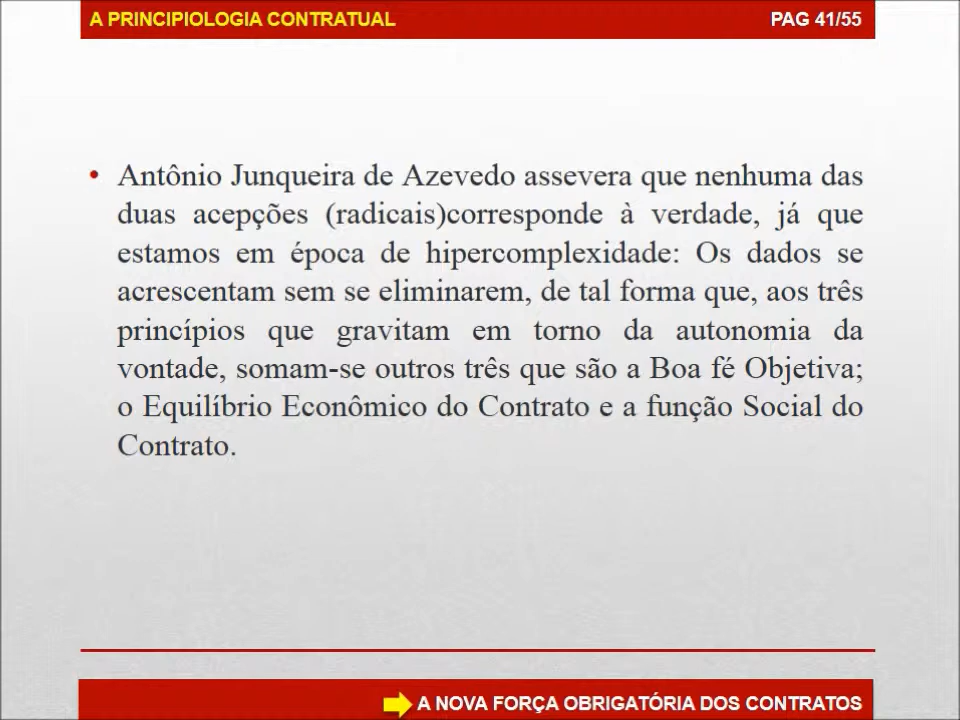 A PRINCIPIOLOGIA CONTRATUAL PAG 41/55
• Antônio Junqueira de Azevedo assevera que nenhuma das
duas acepções (radicais)corresponde à verdade, já que
estamos em época de hipercomplexidade: Os dados se
acrescentam sem se eliminarem, de tal forma que, aos três
princípios que gravitam em torno da autonomia da
vontade, somam-se outros três que são a Boa fé Objetiva;
o Equilíbrio Econômico do Contrato e a função Social do
Contrato.
A NOVA FORÇA OBRIGATÓRIA DOS CONTRATOS